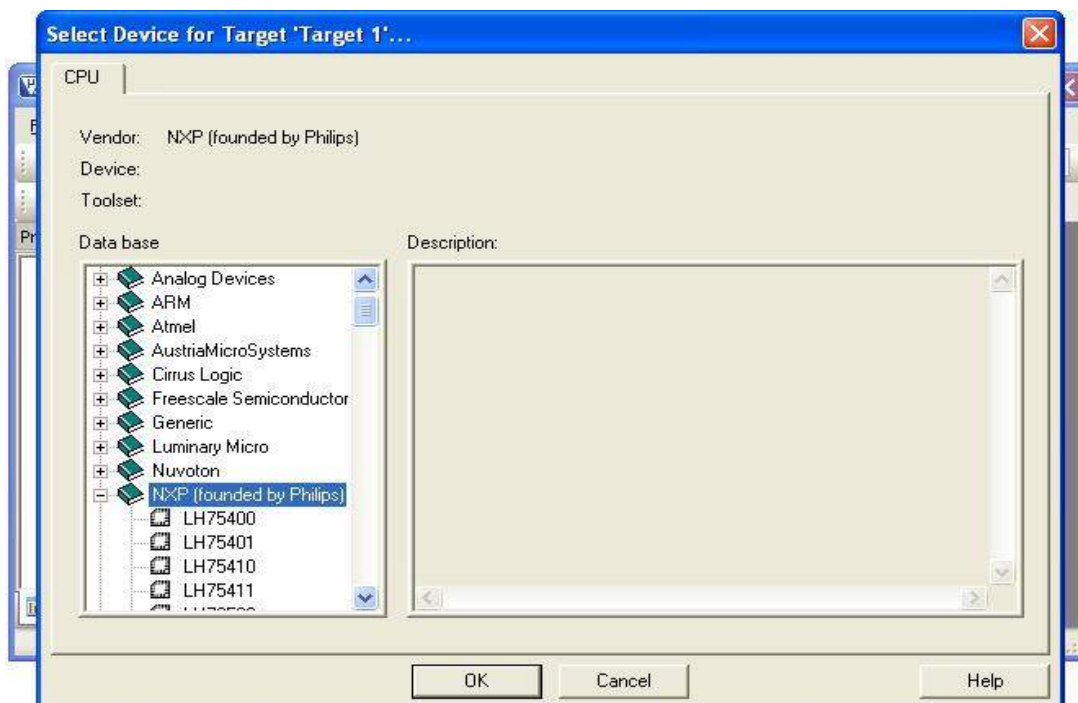 Select Device for Target 'Target 1'...
CPU
Vendor: NXP (founded by Philips)
Device:
Toolset:
Data base
Description:
Analog Devices
ARM
Atmel
AustriaMicroSystems
Cirrus Logic
Freescale Semiconductor
Generic
Luminary Micro
Nuvoton
NXP (founded by Philips)
LH75400
LH75401
LH75410
LH75411
OK Cancel Help
Pr